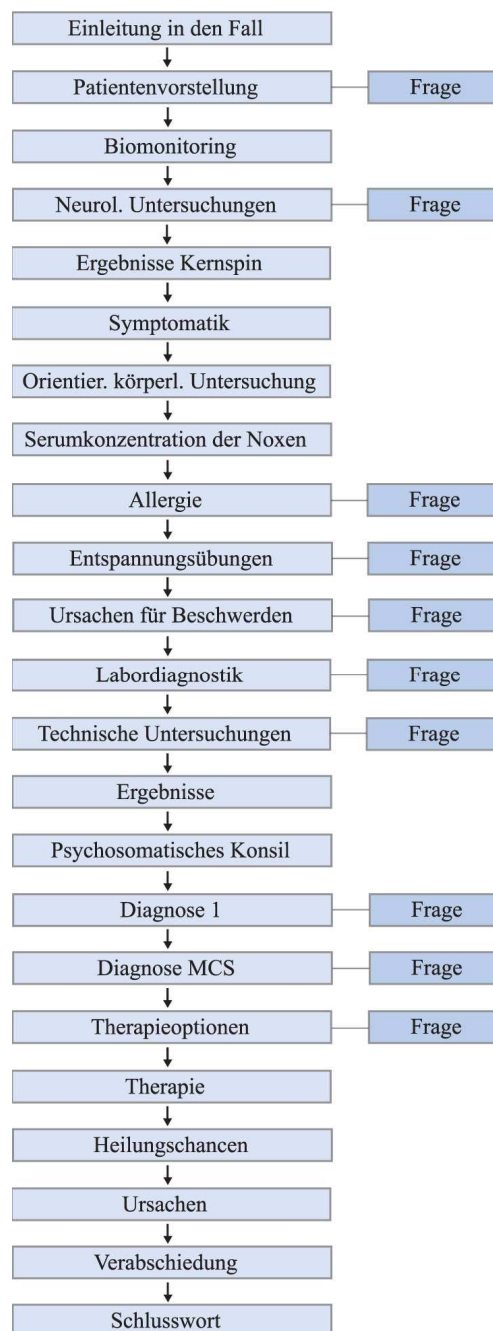 Einleitung in den Fall
Patientenvorstellung Frage
Biomonitoring
Neurol. Untersuchungen Frage
Ergebnisse Kernspin
Symptomatik
Orientier. körperl. Untersuchung
Serumkonzentration der Noxen
Allergie Frage
Entspannungsübungen Frage
Ursachen für Beschwerden Frage
Labordiagnostik Frage
Technische Untersuchungen Frage
Ergebnisse
Psychosomatisches Konsil
Diagnose 1 Frage
Diagnose MCS Frage
Therapieoptionen Frage
Therapie
Heilungschancen
Ursachen
Verabschiedung
Schlusswort